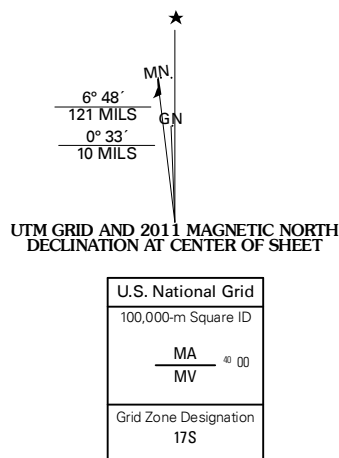 ★
MN.
6° 48´
121 MILS
GN
0° 33´
10 MILS
UTM GRID AND 2011 MAGNETIC NORTH
DECLINATION AT CENTER OF SHEET
U.S. National Grid
100,000-m Square ID
MA
⁴⁰ 00
MV
Grid Zone Designation
17S